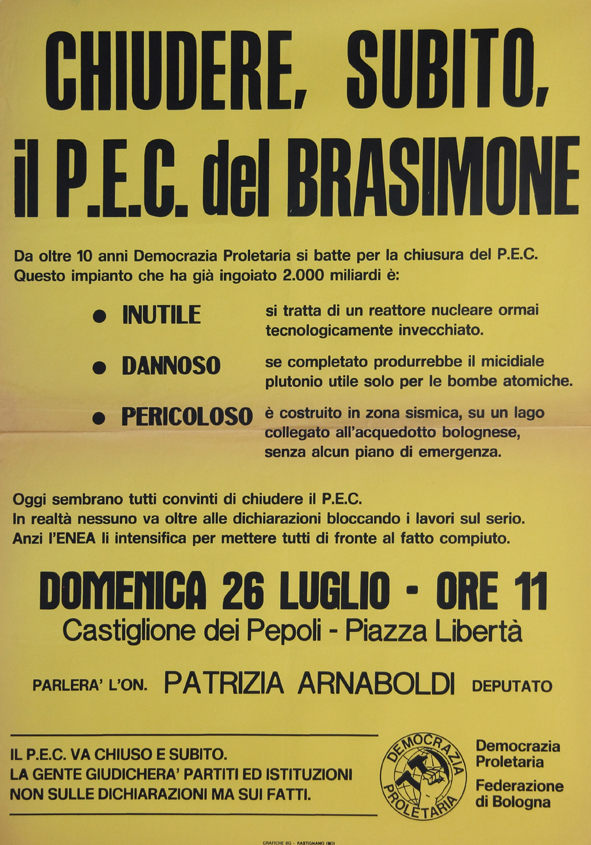 CHIUDERE, SUBITO,
il P.E.C. del BRASIMONE
Da oltre 10 anni Democrazia Proletaria si batte per la chiusura del P.E.C.
Questo impianto che ha già ingoiato 2.000 miliardi è:
● INUTILE si tratta di un reattore nucleare ormai
tecnologicamente invecchiato.
● DANNOSO se completato produrrebbe il micidiale
plutonio utile solo per le bombe atomiche.
● PERICOLOSO è costruito in zona sismica, su un lago
collegato all'acquedotto bolognese,
senza alcun piano di emergenza.
Oggi sembrano tutti convinti di chiudere il P.E.C.
In realtà nessuno va oltre alle dichiarazioni bloccando i lavori sul serio.
Anzi l'ENEA li intensifica per mettere tutti di fronte al fatto compiuto.
DOMENICA 26 LUGLIO - ORE 11
Castiglione dei Pepoli - Piazza Libertà
PARLERA' L'ON. PATRIZIA ARNABOLDI DEPUTATO
IL P.E.C. VA CHIUSO E SUBITO.
LA GENTE GIUDICHERA' PARTITI ED ISTITUZIONI
NON SULLE DICHIARAZIONI MA SUI FATTI.
DEMOCRAZIA
PROLETARIA
Democrazia
Proletaria
Federazione
di Bologna
GRAFICHE